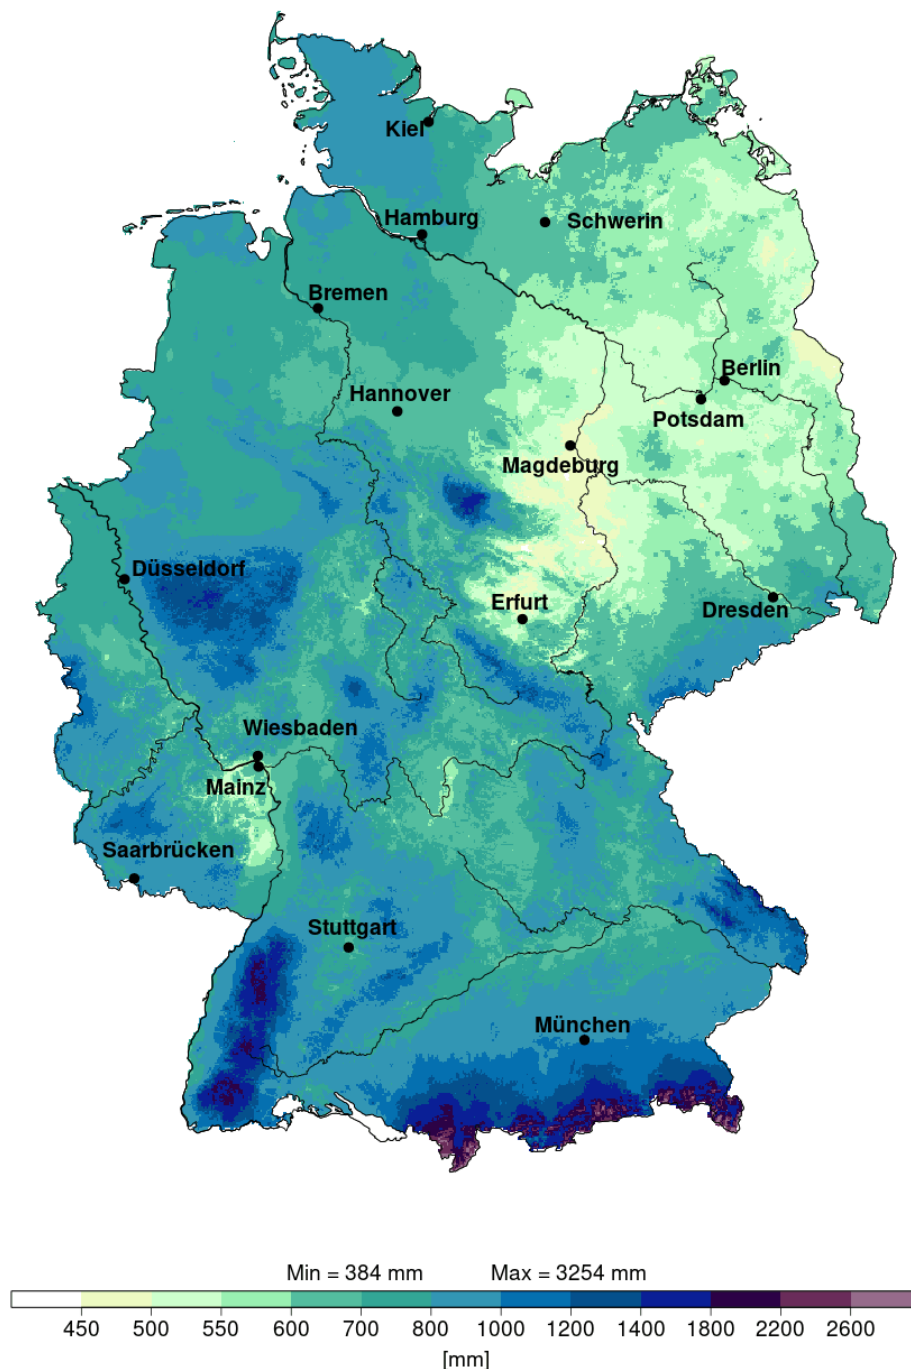 Kiel
Hamburg
Schwerin
Bremen
Berlin
Hannover
Potsdam
Magdeburg
Düsseldorf
Erfurt
Dresden
Wiesbaden
Mainz
Saarbrücken
Stuttgart
München
Min = 384 mm Max = 3254 mm
450 500 550 600 700 800 1000 1200 1400 1800 2200 2600
[mm]